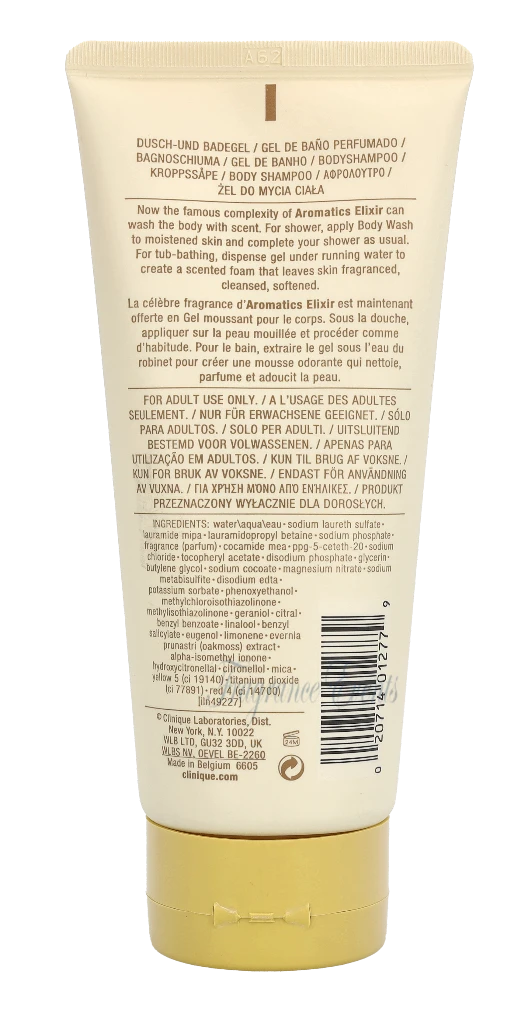 A62
DUSCH-UND BADEGEL / GEL DE BAÑO PERFUMADO /
BAGNOSCHIUMA / GEL DE BANHO / BODYSHAMPOO /
KROPPSSÅPE / BODY SHAMPOO / ΑΦΡΟΛΟΥΤΡΟ /
ŻEL DO MYCIA CIAŁA
Now the famous complexity of Aromatics Elixir can
wash the body with scent. For shower, apply Body Wash
to moistened skin and complete your shower as usual.
For tub-bathing, dispense gel under running water to
create a scented foam that leaves skin fragranced,
cleansed, softened.
La célèbre fragrance d'Aromatics Elixir est maintenant
offerte en Gel moussant pour le corps. Sous la douche,
appliquer sur la peau mouillée et procéder comme
d'habitude. Pour le bain, extraire le gel sous l'eau du
robinet pour créer une mousse odorante qui nettoie,
parfume et adoucit la peau.
FOR ADULT USE ONLY. / A L'USAGE DES ADULTES
SEULEMENT. / NUR FÜR ERWACHSENE GEEIGNET. / SÓLO
PARA ADULTOS. / SOLO PER ADULTI. / UITSLUITEND
BESTEMD VOOR VOLWASSENEN. / APENAS PARA
UTILIZAÇÃO EM ADULTOS. / KUN TIL BRUG AF VOKSNE. /
KUN FOR BRUK AV VOKSNE. / ENDAST FÖR ANVÄNDNING
AV VUXNA. / ΓΙΑ ΧΡΗΣΗ ΜΌΝΟ ΑΠΌ ΕΝΉΛΙΚΕΣ. / PRODUKT
PRZEZNACZONY WYŁACZNIE DLA DOROSŁYCH.
INGREDIENTS: water\aqua\eau • sodium laureth sulfate •
lauramide mipa • lauramidopropyl betaine • sodium phosphate •
fragrance (parfum) • cocamide mea • ppg-5-ceteth-20 • sodium
chloride • tocopheryl acetate • disodium phosphate • glycerin •
butylene glycol • sodium cocoate • magnesium nitrate • sodium
metabisulfite • disodium edta •
potassium sorbate • phenoxyethanol •
methylchloroisothiazolinone •
methylisothiazolinone • geraniol • citral •
benzyl benzoate • linalool • benzyl
salicylate • eugenol • limonene • evernia
prunastri (oakmoss) extract •
alpha-isomethyl ionone •
hydroxycitronellal • citronellol • mica •
yellow 5 (ci 19140) • titanium dioxide
(ci 77891) • red 4 (ci 14700)
[iln49227]
Fragrance Events
© Clinique Laboratories, Dist.
New York, N.Y. 10022
WLB LTD, GU32 3DD, UK
WLBS NV. OEVEL BE-2260
Made in Belgium 6605
clinique.com
24M
0 20714 01277 9